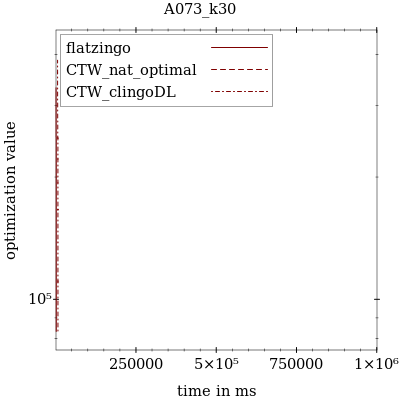 A073_k30
flatzingo
CTW_nat_optimal
CTW_clingoDL
optimization value
10⁵
250000 5×10⁵ 750000 1×10⁶
time in ms